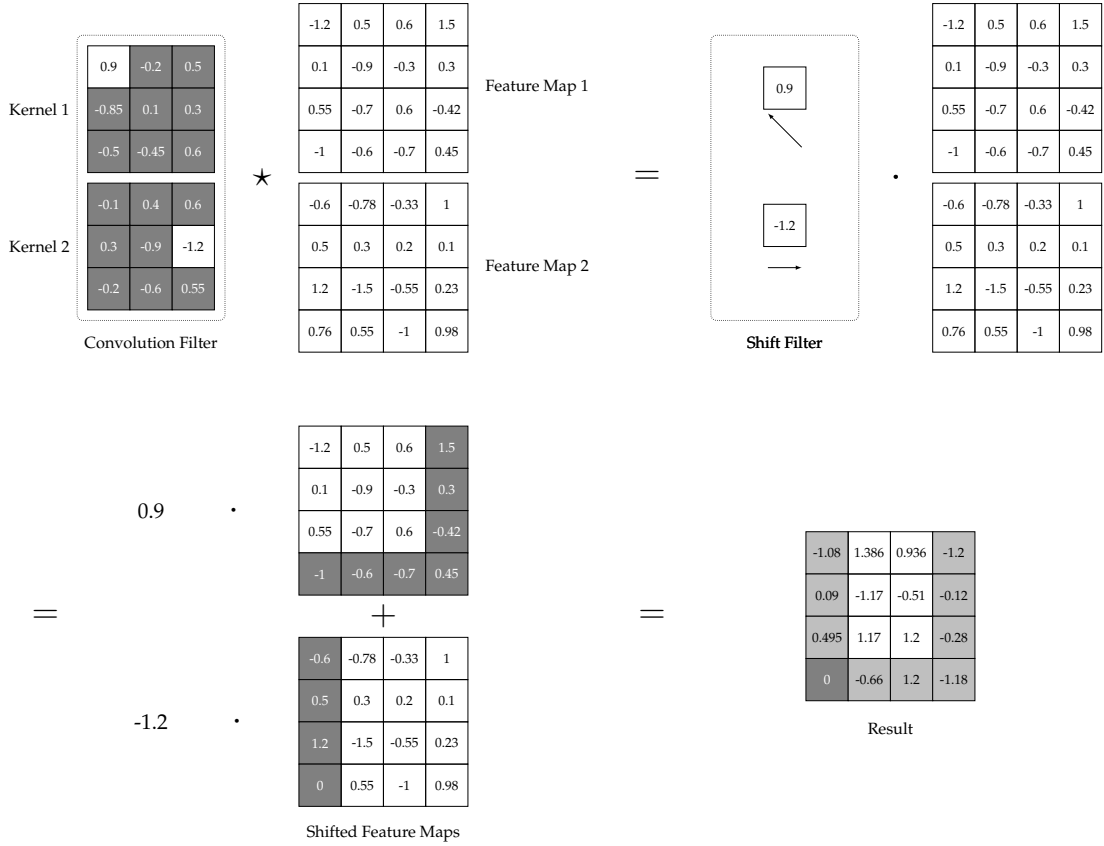 Kernel 1
0.9 -0.2 0.5
-0.85 0.1 0.3
-0.5 -0.45 0.6
Kernel 2
-0.1 0.4 0.6
0.3 -0.9 -1.2
-0.2 -0.6 0.55
Convolution Filter
⋆
-1.2 0.5 0.6 1.5
0.1 -0.9 -0.3 0.3
0.55 -0.7 0.6 -0.42
-1 -0.6 -0.7 0.45
Feature Map 1
-0.6 -0.78 -0.33 1
0.5 0.3 0.2 0.1
1.2 -1.5 -0.55 0.23
0.76 0.55 -1 0.98
Feature Map 2
=
0.9
-1.2
Shift Filter
·
-1.2 0.5 0.6 1.5
0.1 -0.9 -0.3 0.3
0.55 -0.7 0.6 -0.42
-1 -0.6 -0.7 0.45
-0.6 -0.78 -0.33 1
0.5 0.3 0.2 0.1
1.2 -1.5 -0.55 0.23
0.76 0.55 -1 0.98
=
0.9 ·
-1.2 0.5 0.6 1.5
0.1 -0.9 -0.3 0.3
0.55 -0.7 0.6 -0.42
-1 -0.6 -0.7 0.45
+
-1.2 ·
-0.6 -0.78 -0.33 1
0.5 0.3 0.2 0.1
1.2 -1.5 -0.55 0.23
0 0.55 -1 0.98
Shifted Feature Maps
=
-1.08 1.386 0.936 -1.2
0.09 -1.17 -0.51 -0.12
0.495 1.17 1.2 -0.28
0 -0.66 1.2 -1.18
Result